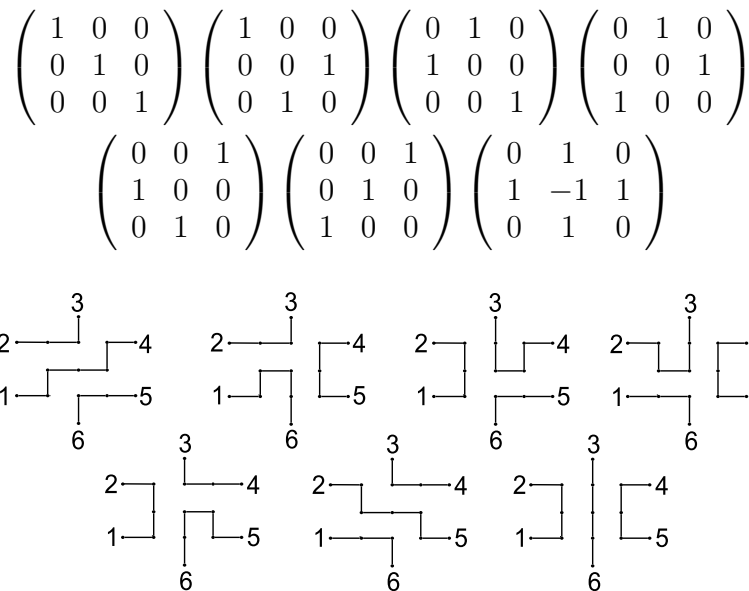 1 0 0 1 0 0 0 1 0 0 1 0
0 1 0 0 0 1 1 0 0 0 0 1
0 0 1 0 1 0 0 0 1 1 0 0
0 0 1 0 0 1 0 1 0
1 0 0 0 1 0 1 −1 1
0 1 0 1 0 0 0 1 0
3 3 3 3
2 4 2 4 2 4 2
1 5 1 5 1 5 1
6 6 6 6
3 3 3
2 4 2 4 2 4
1 5 1 5 1 5
6 6 6